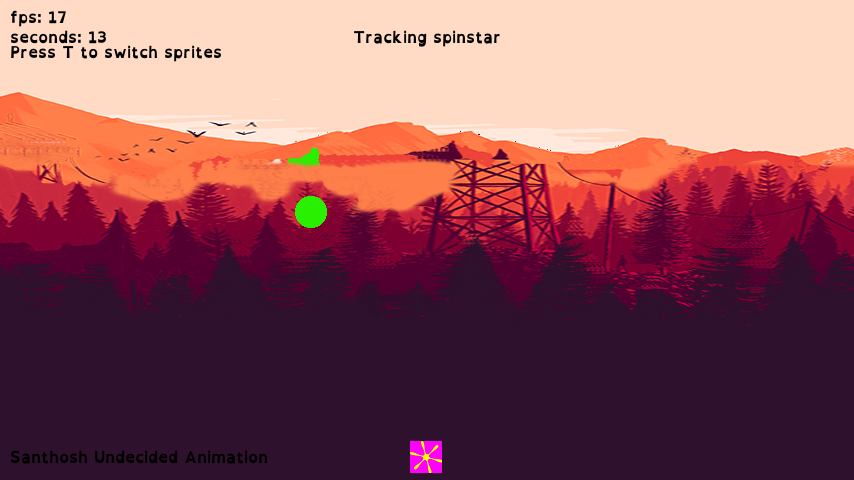 fps: 17
seconds: 13
Press T to switch sprites
Tracking spinstar
Santhosh Undecided Animation